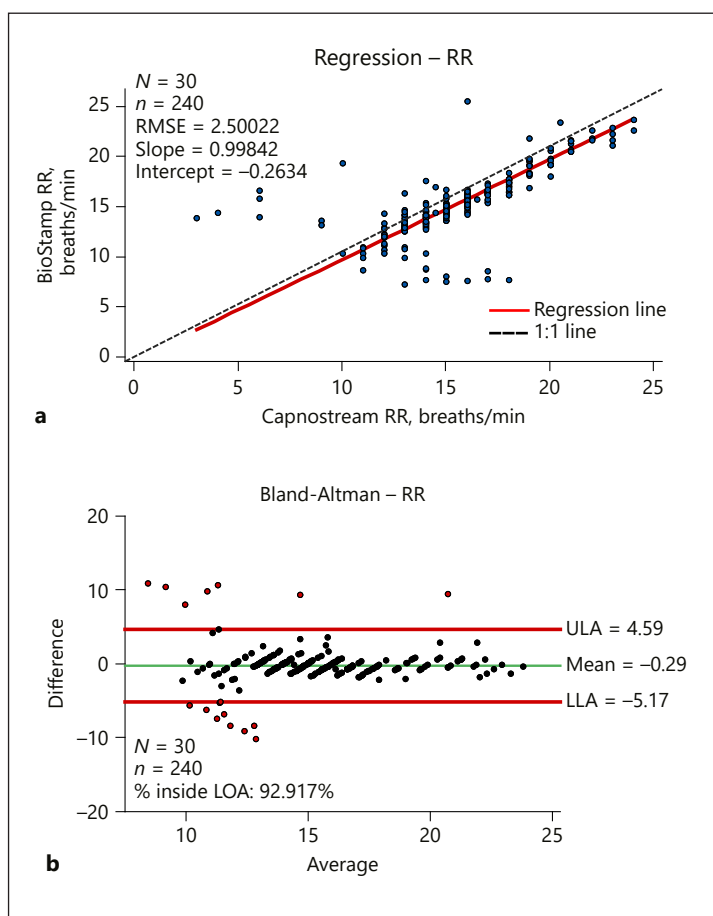 Regression – RR
N = 30
n = 240
RMSE = 2.50022
Slope = 0.99842
Intercept = –0.2634
25
20
15
10
5
0
BioStamp RR,
breaths/min
Regression line
1:1 line
0 5 10 15 20 25
Capnostream RR, breaths/min
a
Bland-Altman – RR
20
10
0
–10
–20
Difference
ULA = 4.59
Mean = –0.29
LLA = –5.17
N = 30
n = 240
% inside LOA: 92.917%
10 15 20 25
Average
b